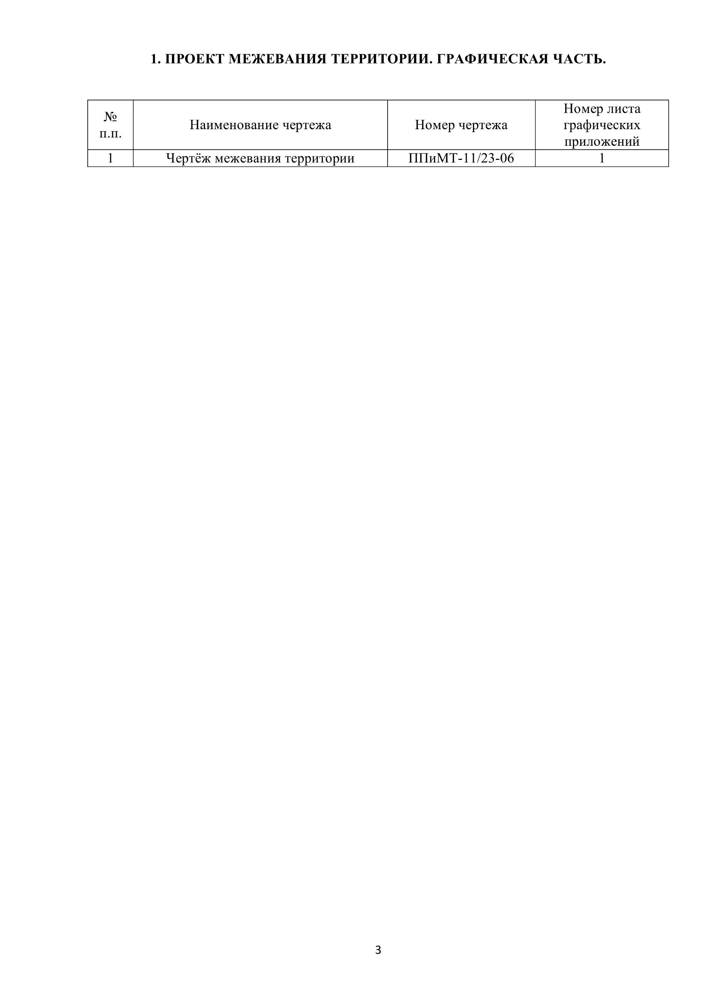 1. ПРОЕКТ МЕЖЕВАНИЯ ТЕРРИТОРИИ. ГРАФИЧЕСКАЯ ЧАСТЬ.
№
п.п.
Наименование чертежа
Номер чертежа
Номер листа
графических
приложений
1
Чертёж межевания территории
ППиМТ-11/23-06
1
3